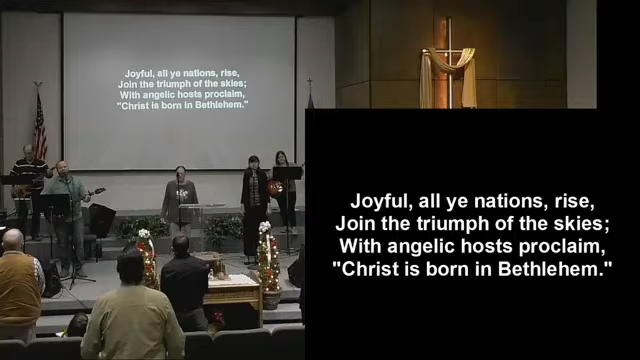 Joyful, all ye nations, rise,
Join the triumph of the skies;
With angelic hosts proclaim,
"Christ is born in Bethlehem."
Joyful, all ye nations, rise,
Join the triumph of the skies;
With angelic hosts proclaim,
"Christ is born in Bethlehem."